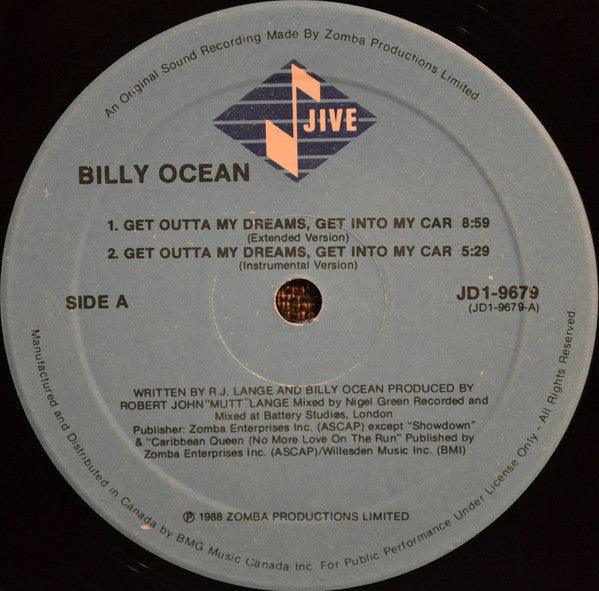 An Original Sound Recording Made By Zomba Productions Limited.
JIVE
BILLY OCEAN
1. GET OUTTA MY DREAMS, GET INTO MY CAR 8:59
(Extended Version)
2. GET OUTTA MY DREAMS, GET INTO MY CAR 5:29
(Instrumental Version)
SIDE A
JD1-9679
(JD1-9679-A)
WRITTEN BY R.J. LANGE AND BILLY OCEAN PRODUCED BY
ROBERT JOHN"MUTT"LANGE Mixed by Nigel Green Recorded and
Mixed at Battery Studios, London
Publisher: Zomba Enterprises Inc. (ASCAP) except "Showdown"
& "Caribbean Queen (No More Love On The Run" Published by
Zomba Enterprises Inc. (ASCAP)/Willesden Music Inc. (BMI)
℗ 1988 ZOMBA PRODUCTIONS LIMITED
Manufactured and Distributed in Canada by BMG Music Canada Inc. For Public Performance Under License Only - All Rights Reserved.